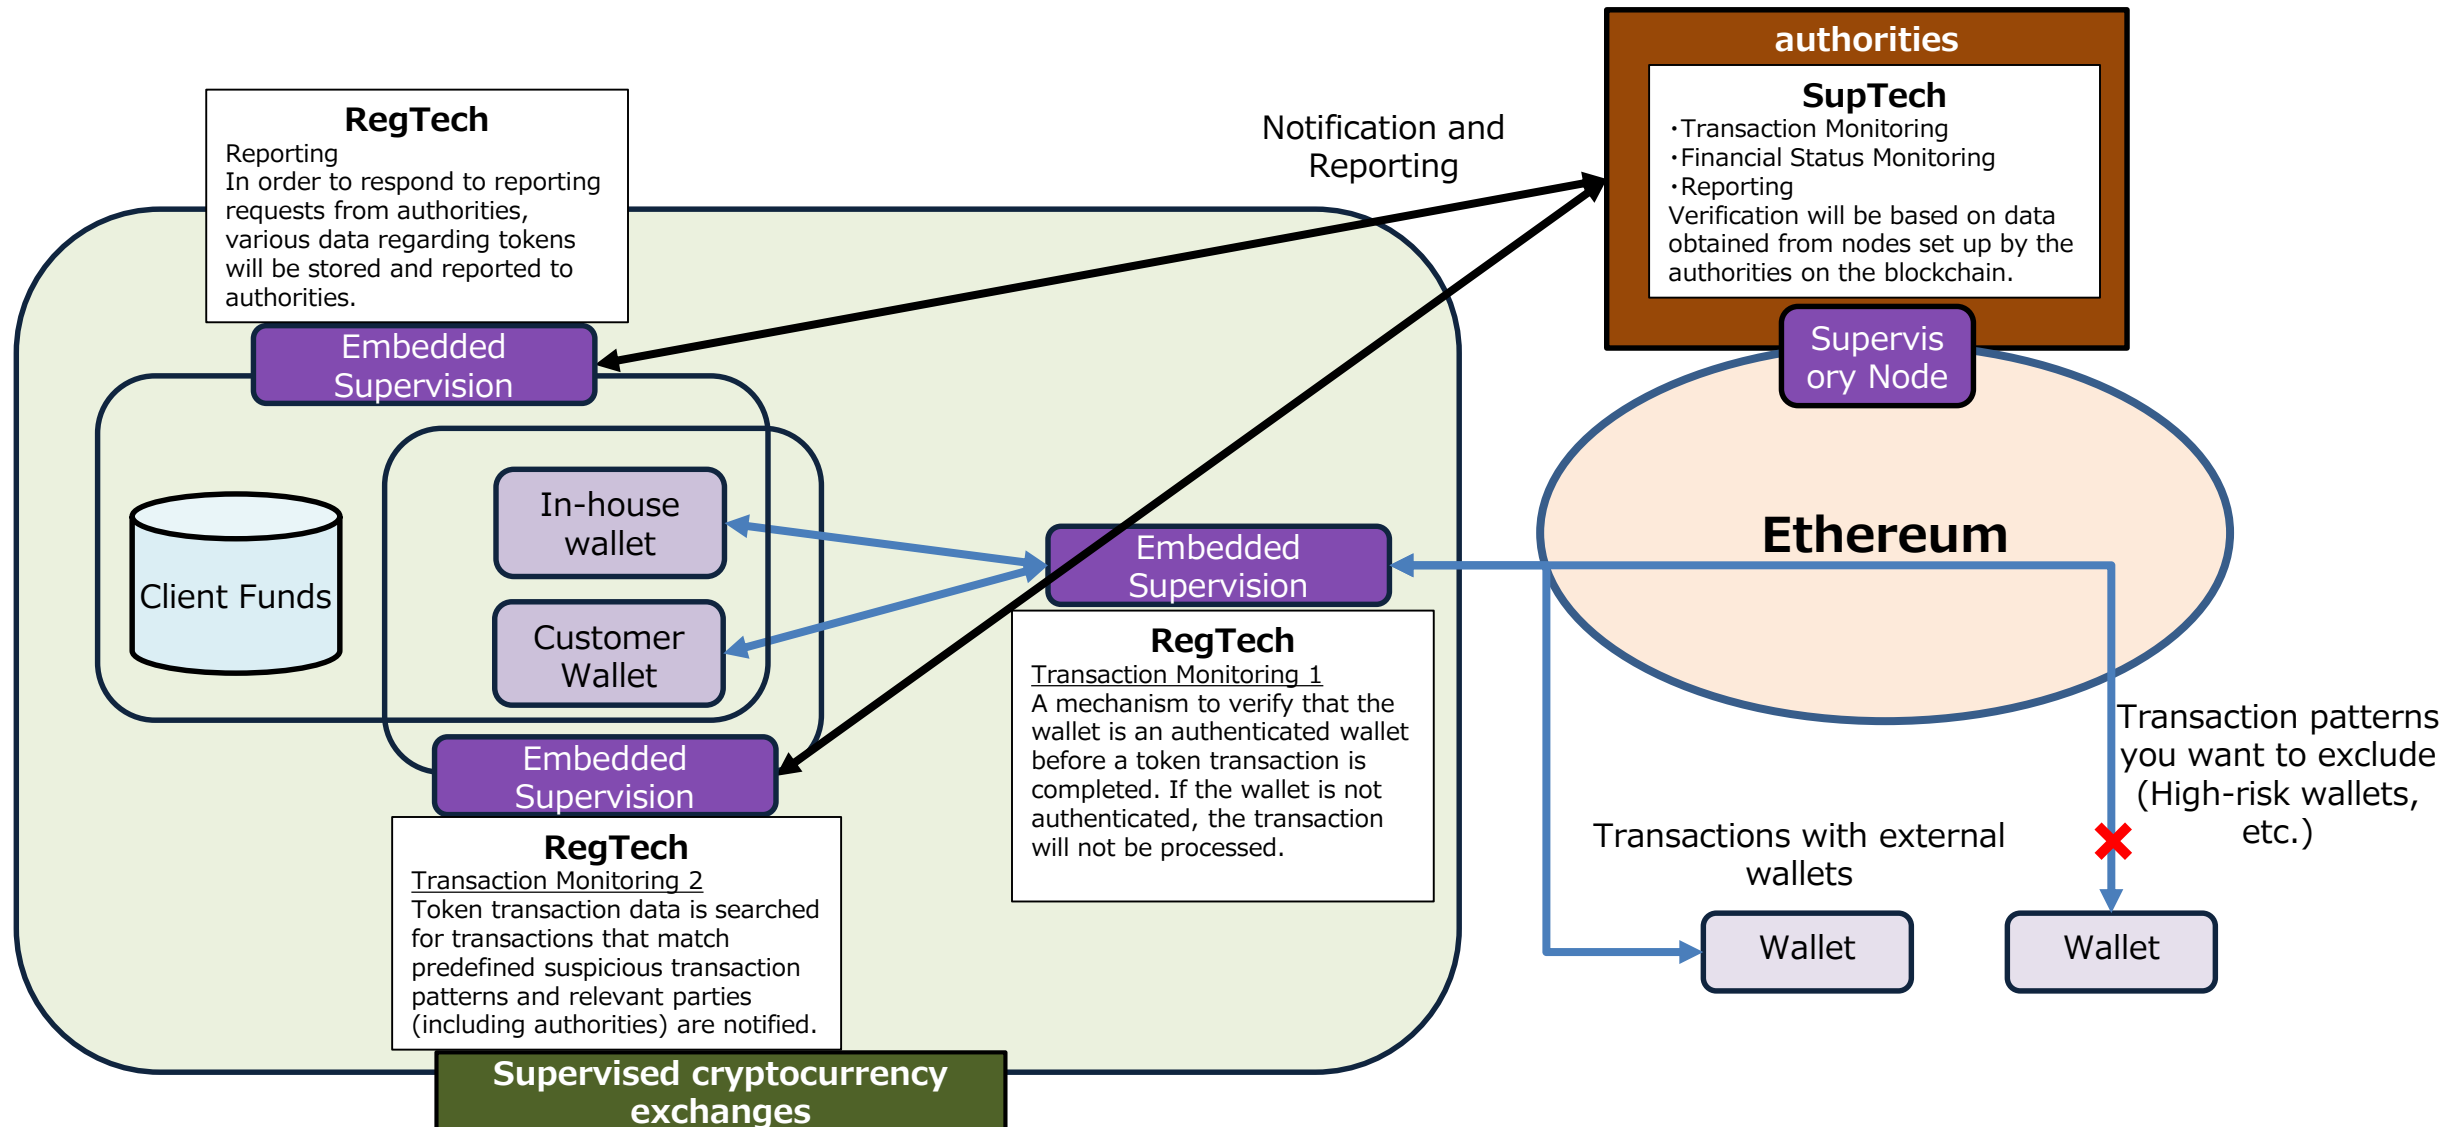 authorities
SupTech
・Transaction Monitoring
・Financial Status Monitoring
・Reporting
Verification will be based on data
obtained from nodes set up by the
authorities on the blockchain.
Supervis
ory Node
Notification and
Reporting
RegTech
Reporting
In order to respond to reporting
requests from authorities,
various data regarding tokens
will be stored and reported to
authorities.
Embedded
Supervision
In-house
wallet
Client Funds
Customer
Wallet
Embedded
Supervision
RegTech
Transaction Monitoring 1
A mechanism to verify that the
wallet is an authenticated wallet
before a token transaction is
completed. If the wallet is not
authenticated, the transaction
will not be processed.
Ethereum
Embedded
Supervision
RegTech
Transaction Monitoring 2
Token transaction data is searched
for transactions that match
predefined suspicious transaction
patterns and relevant parties
(including authorities) are notified.
Transaction patterns
you want to exclude
(High-risk wallets,
etc.)
Transactions with external
wallets
Wallet
Wallet
Supervised cryptocurrency
exchanges